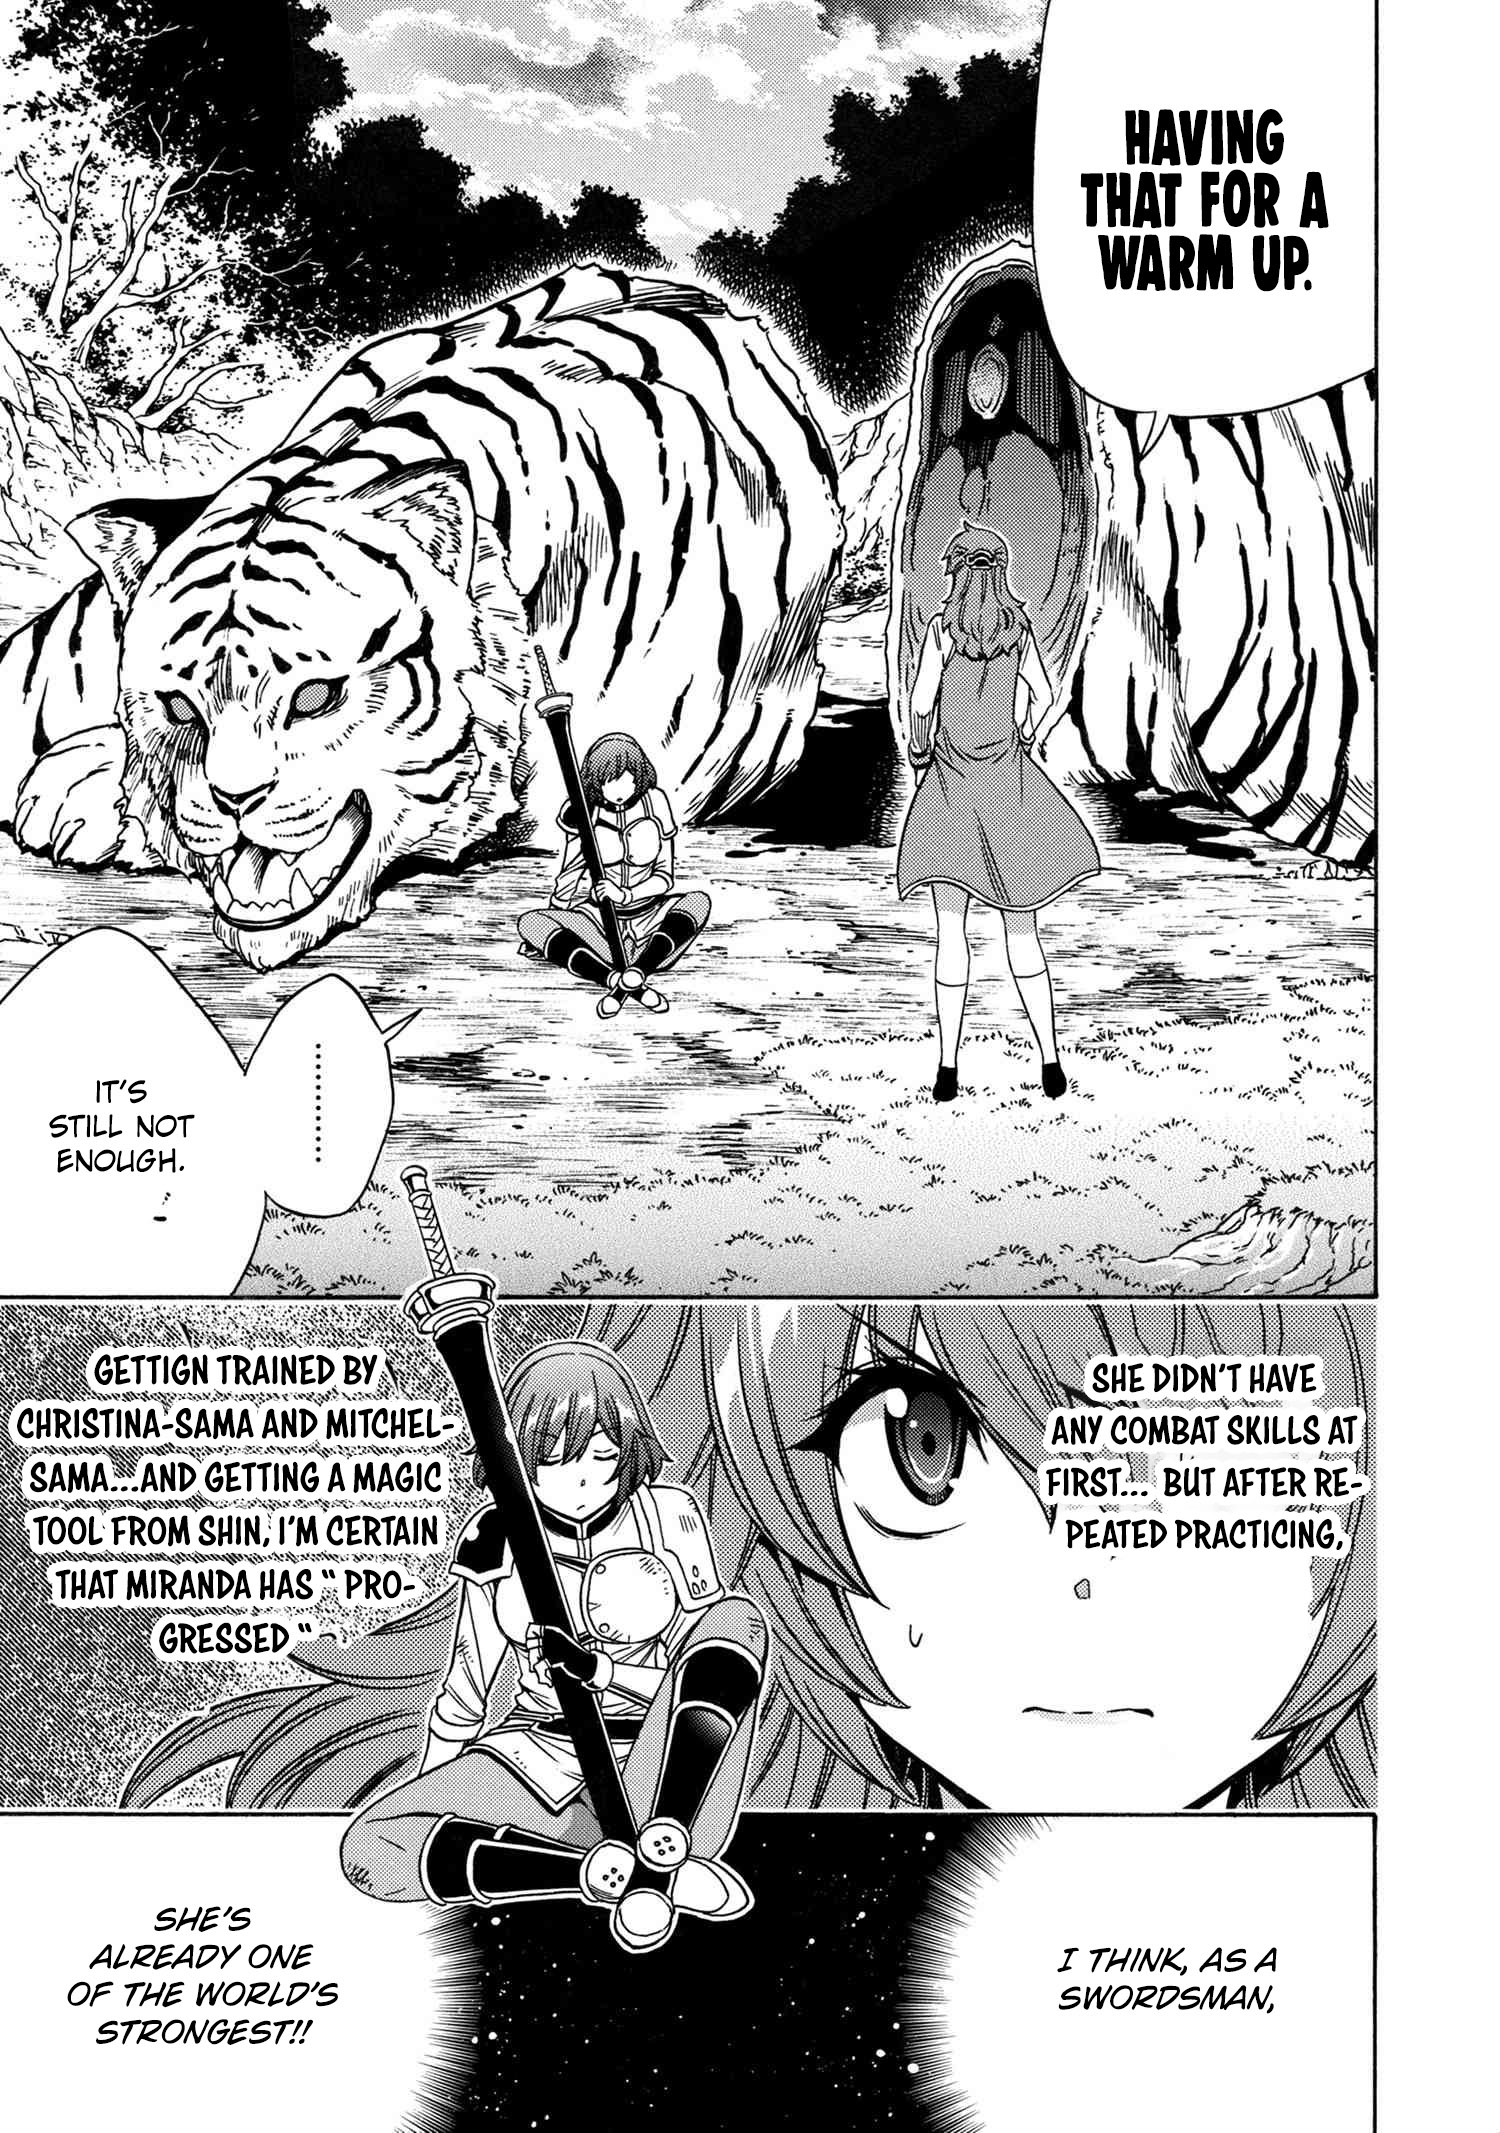 HAVING
THAT FOR A
WARM UP.
.........
IT'S
STILL NOT
ENOUGH.
SHE DIDN'T HAVE
ANY COMBAT SKILLS AT
FIRST... BUT AFTER RE-
PEATED PRACTICING,
GETTIGN TRAINED BY
CHRISTINA-SAMA AND MITCHEL-
SAMA...AND GETTING A MAGIC
TOOL FROM SHIN, I'M CERTAIN
THAT MIRANDA HAS " PRO-
GRESSED "
I THINK, AS A
SWORDSMAN,
SHE'S
ALREADY ONE
OF THE WORLD'S
STRONGEST!!